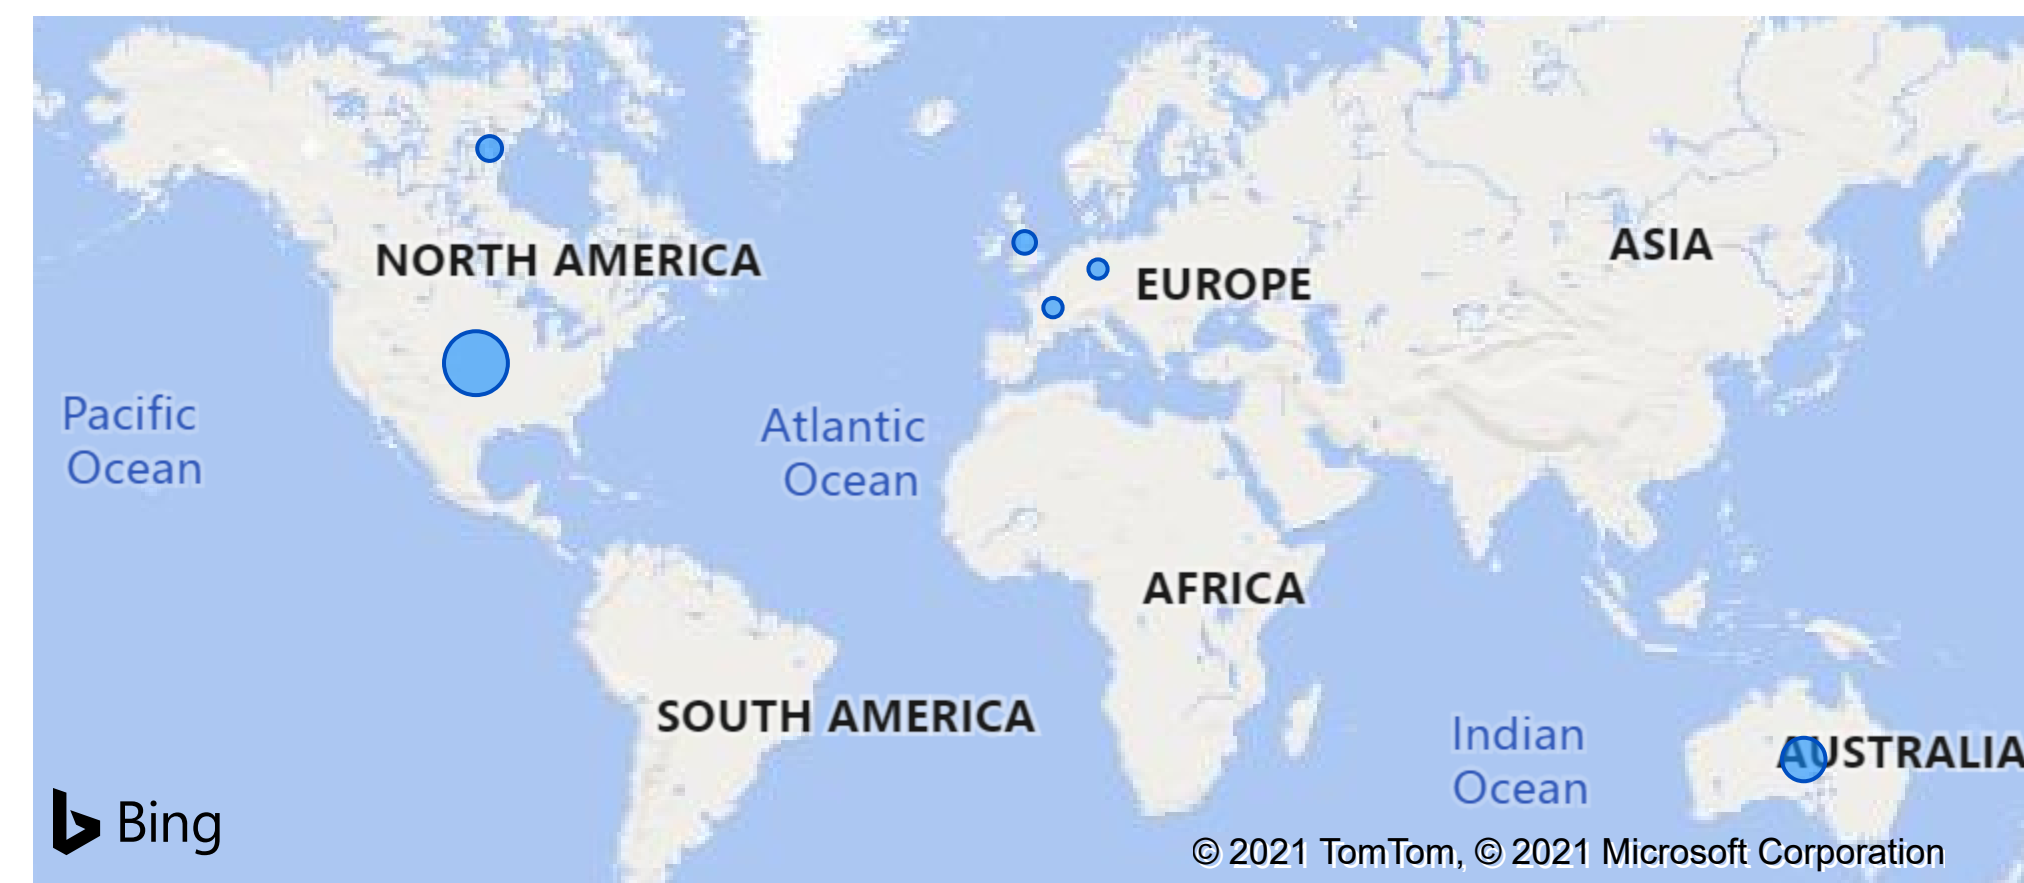 NORTH AMERICA
ASIA
EUROPE
Pacific
Ocean
Atlantic
Ocean
AFRICA
SOUTH AMERICA
Indian
Ocean
AUSTRALIA
Bing
© 2021 TomTom, © 2021 Microsoft Corporation